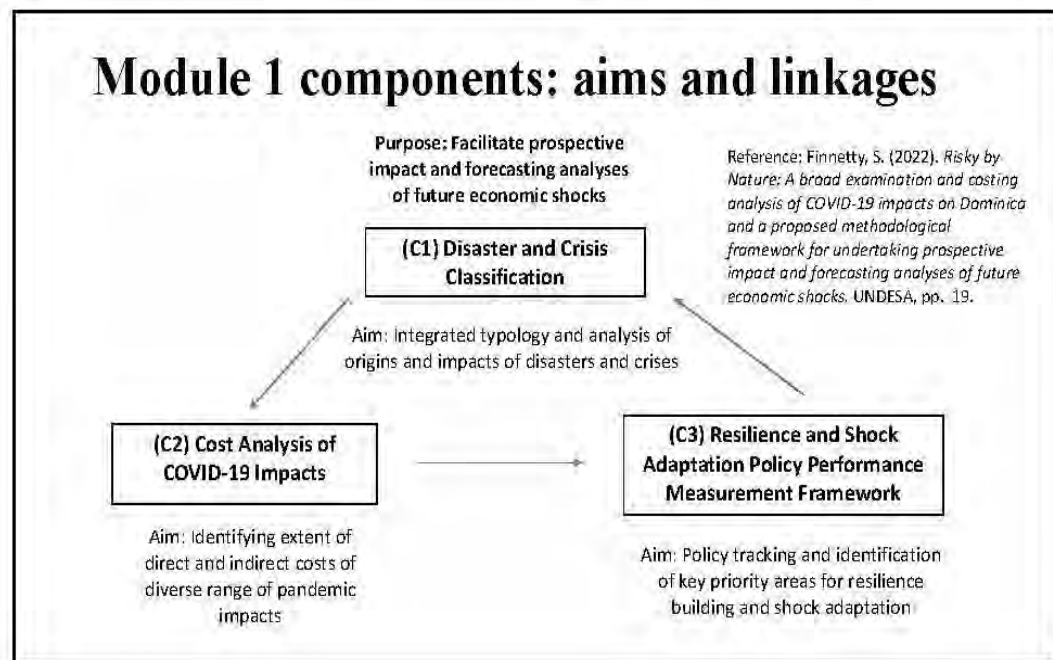 Module 1 components: aims and linkages
Purpose: Facilitate prospective
impact and forecasting analyses
of future economic shocks
Reference: Finnetty, S. (2022). Risky by
Nature: A broad examination and costing
analysis of COVID-19 impacts on Dominica
and a proposed methodological
framework for undertaking prospective
impact and forecasting analyses of future
economic shocks. UNDESA, pp. 19.
(C1) Disaster and Crisis
Classification
Aim: Integrated typology and analysis of
origins and impacts of disasters and crises
(C2) Cost Analysis of
COVID-19 Impacts
Aim: Identifying extent of
direct and indirect costs of
diverse range of pandemic
impacts
(C3) Resilience and Shock
Adaptation Policy Performance
Measurement Framework
Aim: Policy tracking and identification
of key priority areas for resilience
building and shock adaptation